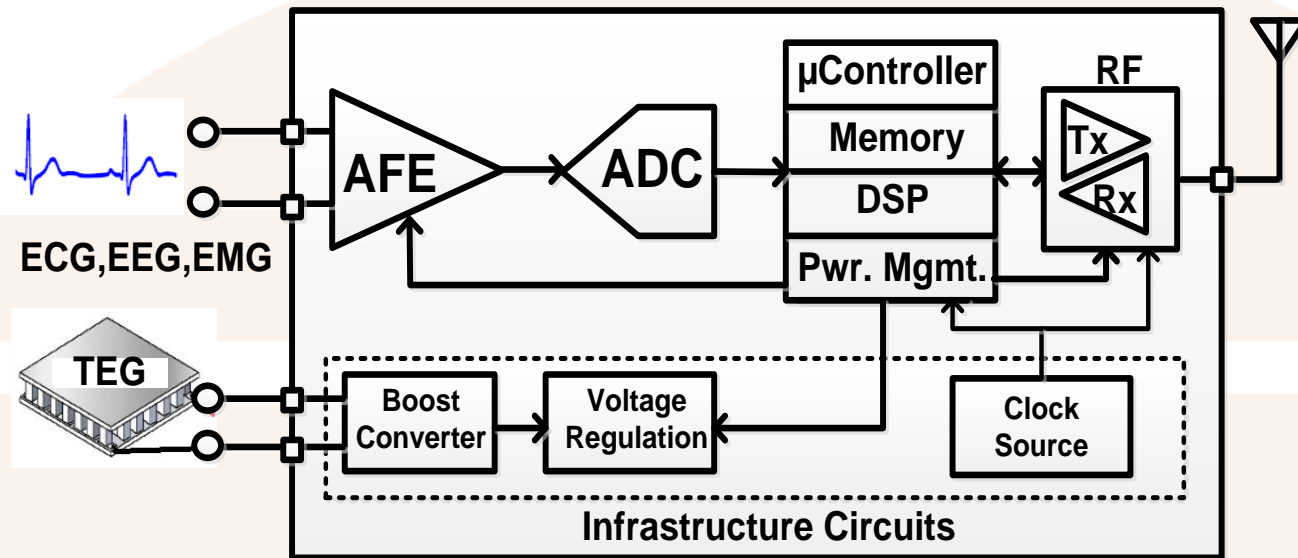 µController
RF
Memory
Tx
AFE
ADC
DSP
Rx
ECG,EEG,EMG
Pwr. Mgmt.
TEG
Boost
Converter
Voltage
Regulation
Clock
Source
Infrastructure Circuits